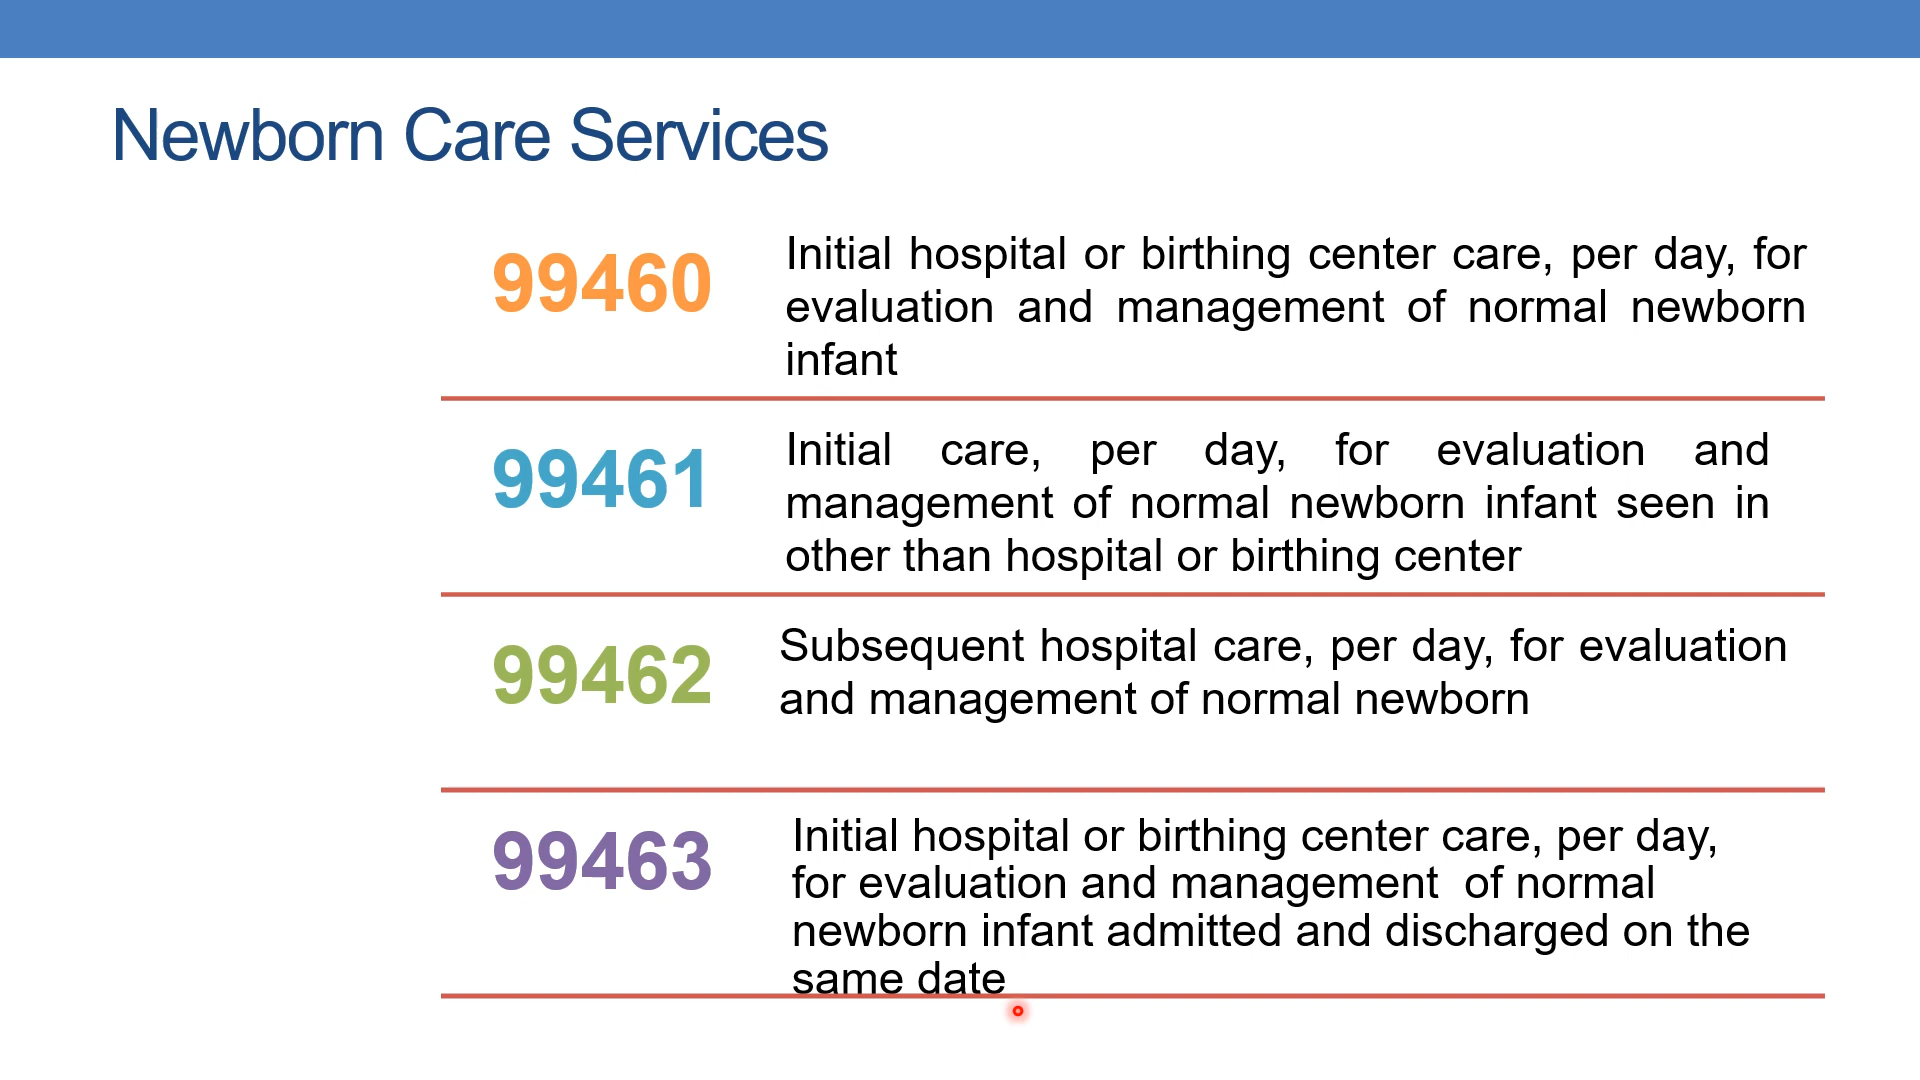 Newborn Care Services
99460
Initial hospital or birthing center care, per day, for
evaluation and management of normal newborn
infant
99461
Initial care, per day, for evaluation and
management of normal newborn infant seen in
other than hospital or birthing center
99462
Subsequent hospital care, per day, for evaluation
and management of normal newborn
99463
Initial hospital or birthing center care, per day,
for evaluation and management  of normal
newborn infant admitted and discharged on the
same date